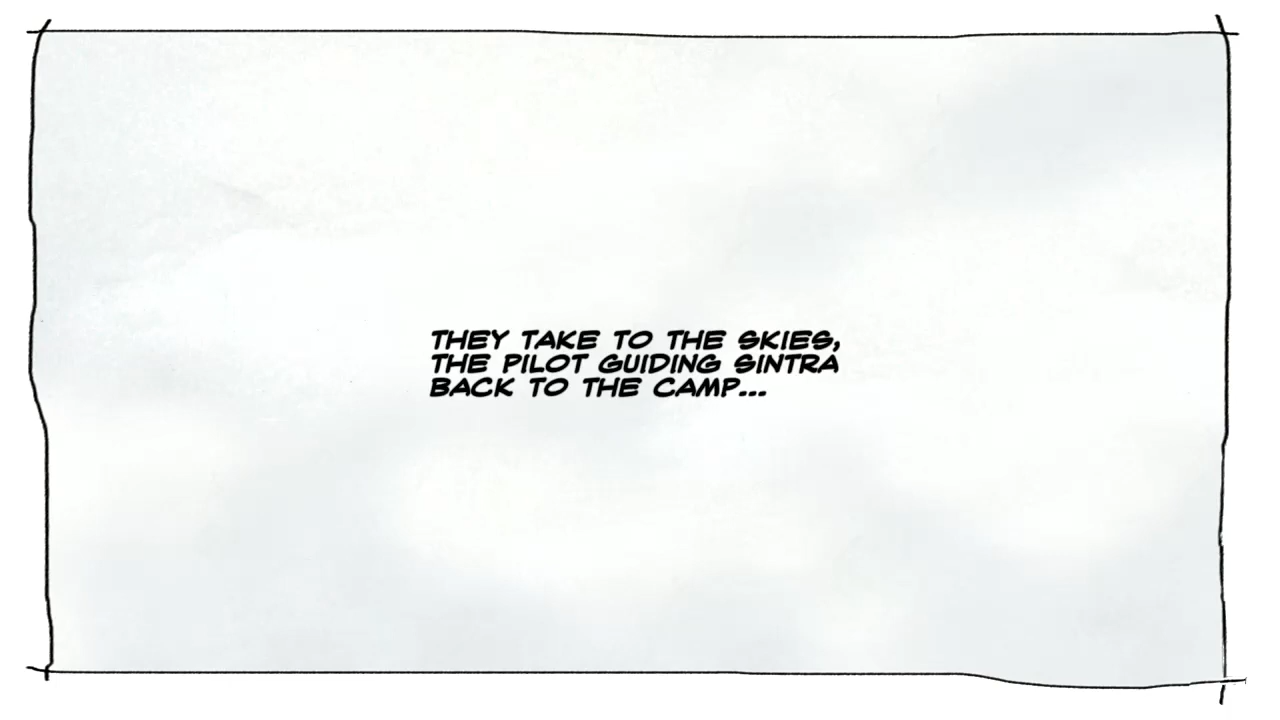 THEY TAKE TO THE SKIES,
THE PILOT GUIDING SINTRA
BACK TO THE CAMP...